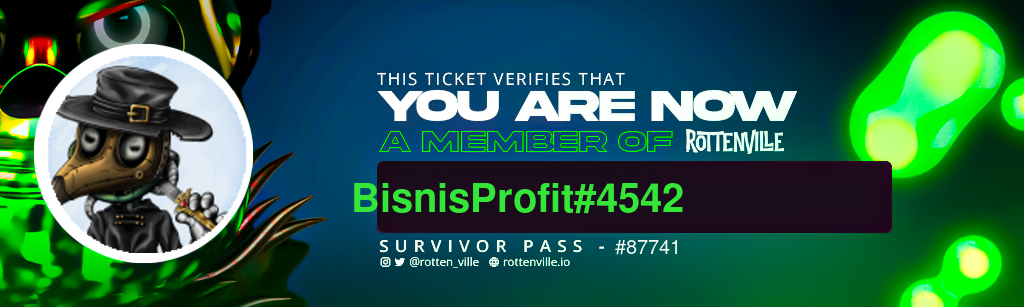 THIS TICKET VERIFIES THAT
YOU ARE NOW
A MEMBER OF ROTTENVILLE
BisnisProfit#4542
SURVIVOR PASS - #87741
@rotten_ville rottenville.io